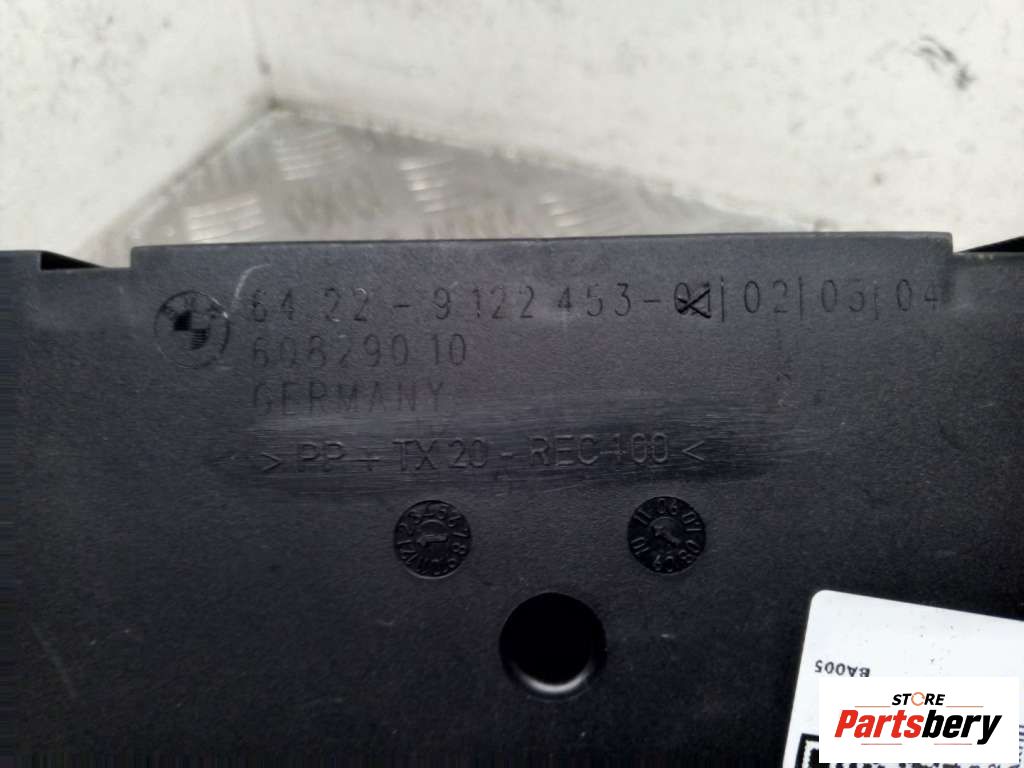 64 22 - 9 122 453-01|02|03|04
608290 10
GERMANY
>PP + TX 20 - REC 100<
BA005
STORE
Partsbery